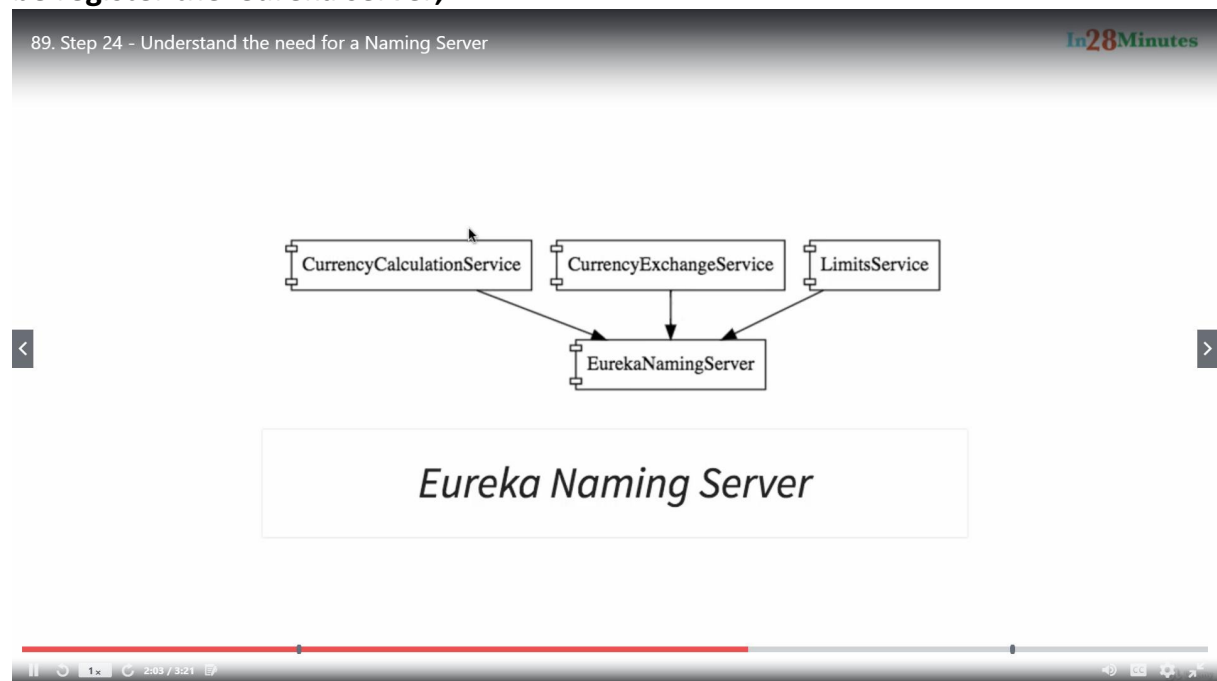 89. Step 24 - Understand the need for a Naming Server
In28Minutes
CurrencyCalculationService
CurrencyExchangeService
LimitsService
EurekaNamingServer
Eureka Naming Server
1x
2:03 / 3:21
CC